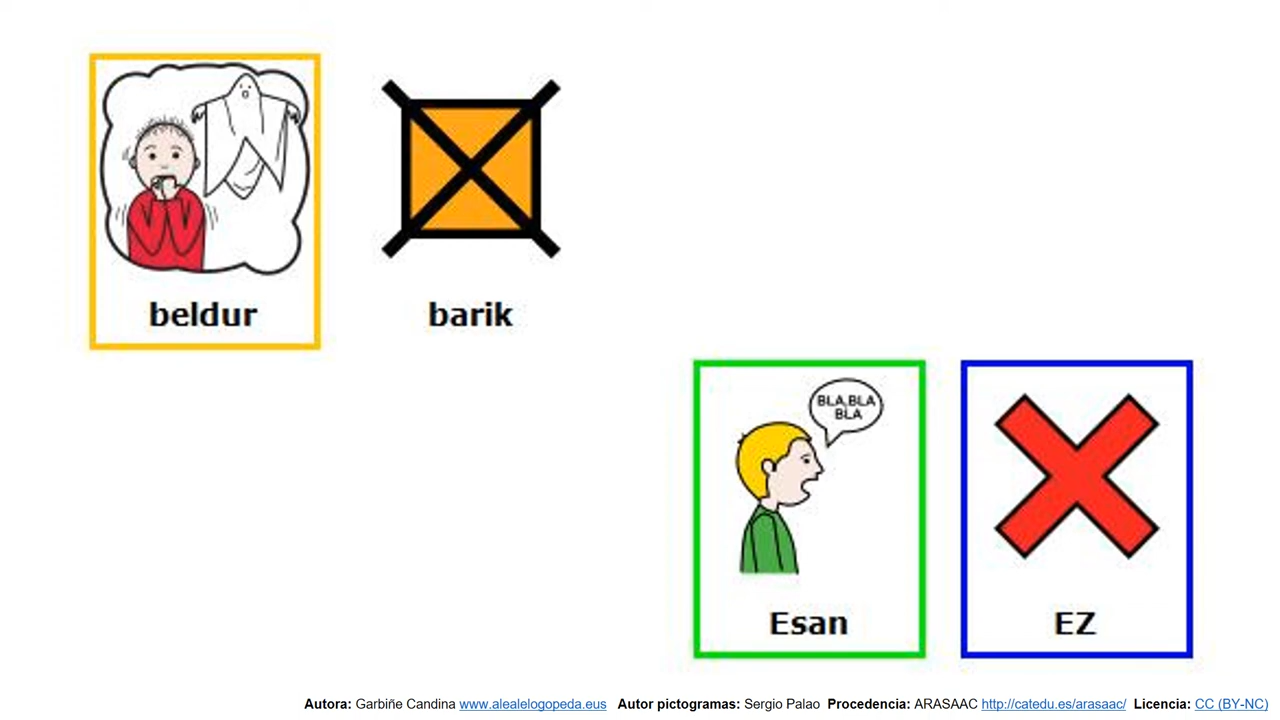 beldur
barik
BLA,BLA
BLA
Esan
EZ
Autora: Garbiñe Candina www.alealelogopeda.eus Autor pictogramas: Sergio Palao Procedencia: ARASAAC http://catedu.es/arasaac/ Licencia: CC (BY-NC)